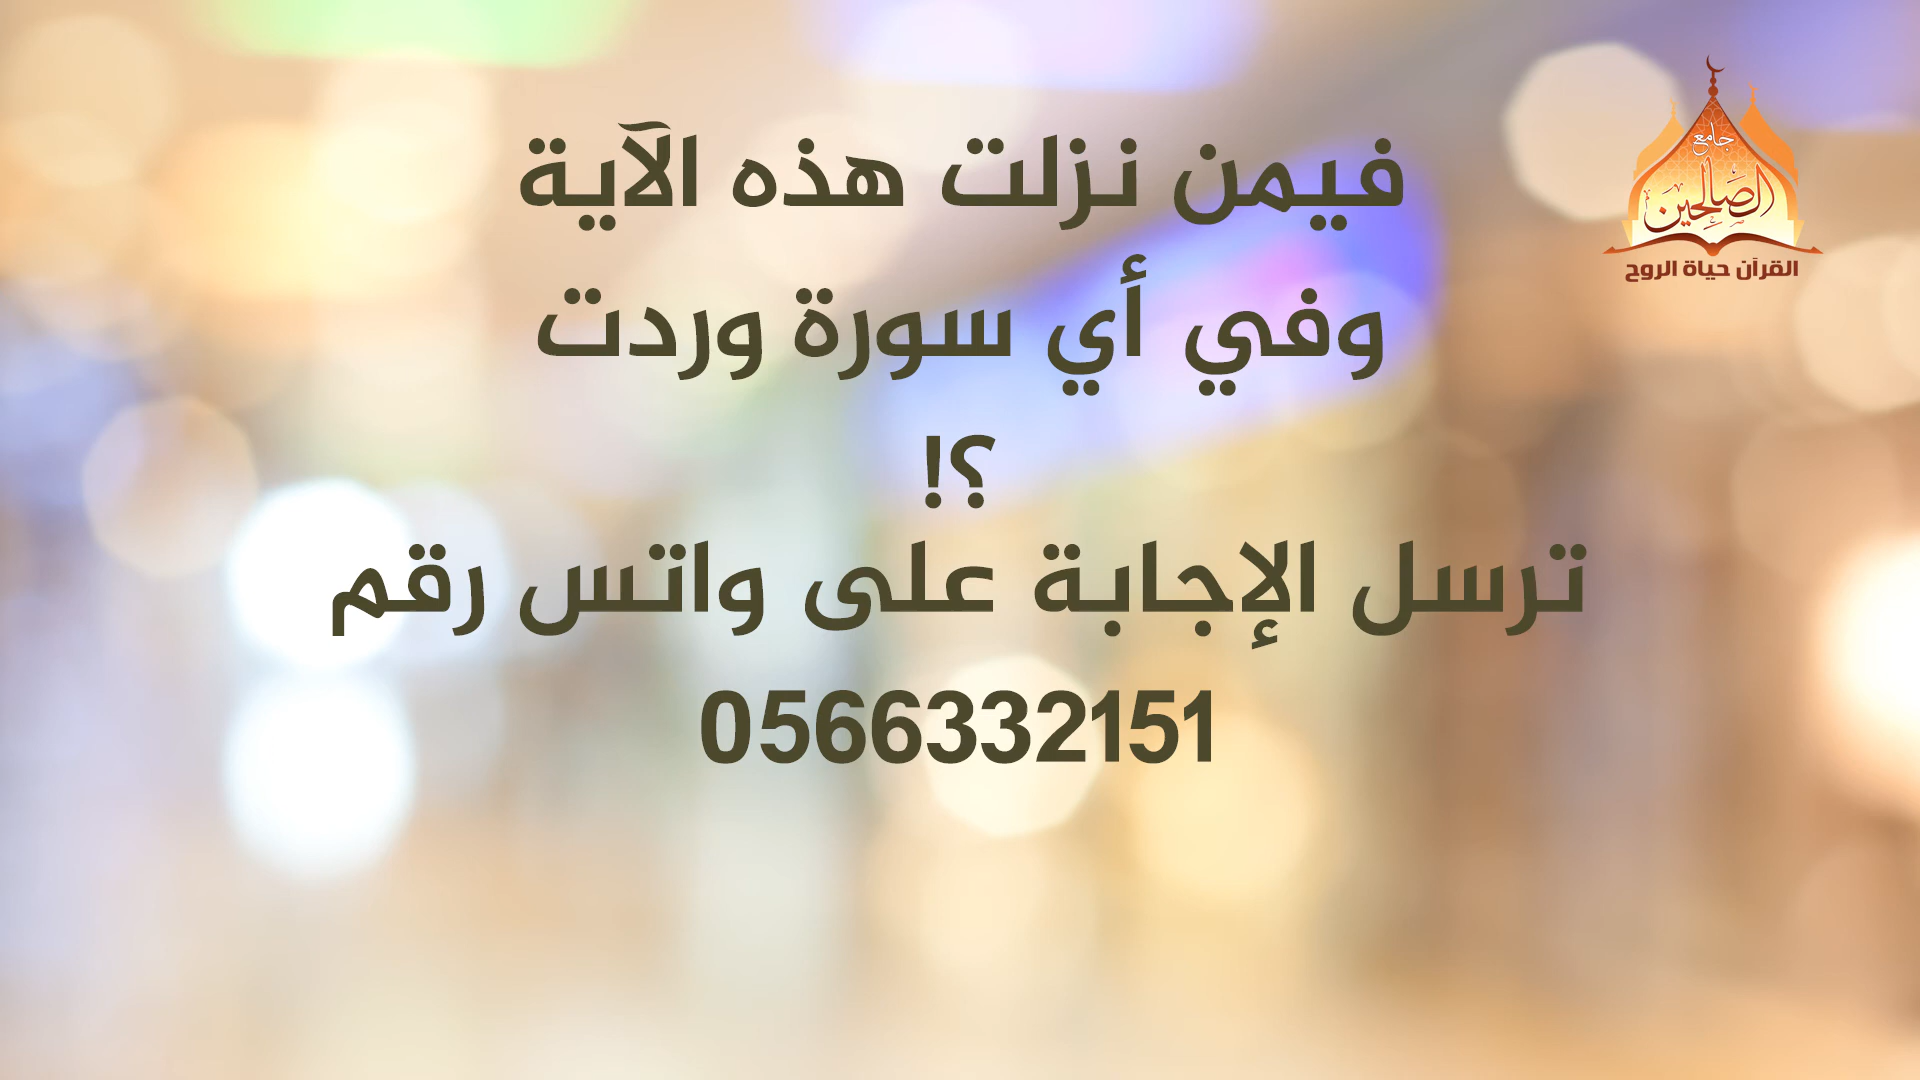 فيمن نزلت هذه الآية
وفي أي سورة وردت
؟!
ترسل الإجابة على واتس رقم
0566332151
جامع
الصالحين
القرآن حياة الروح